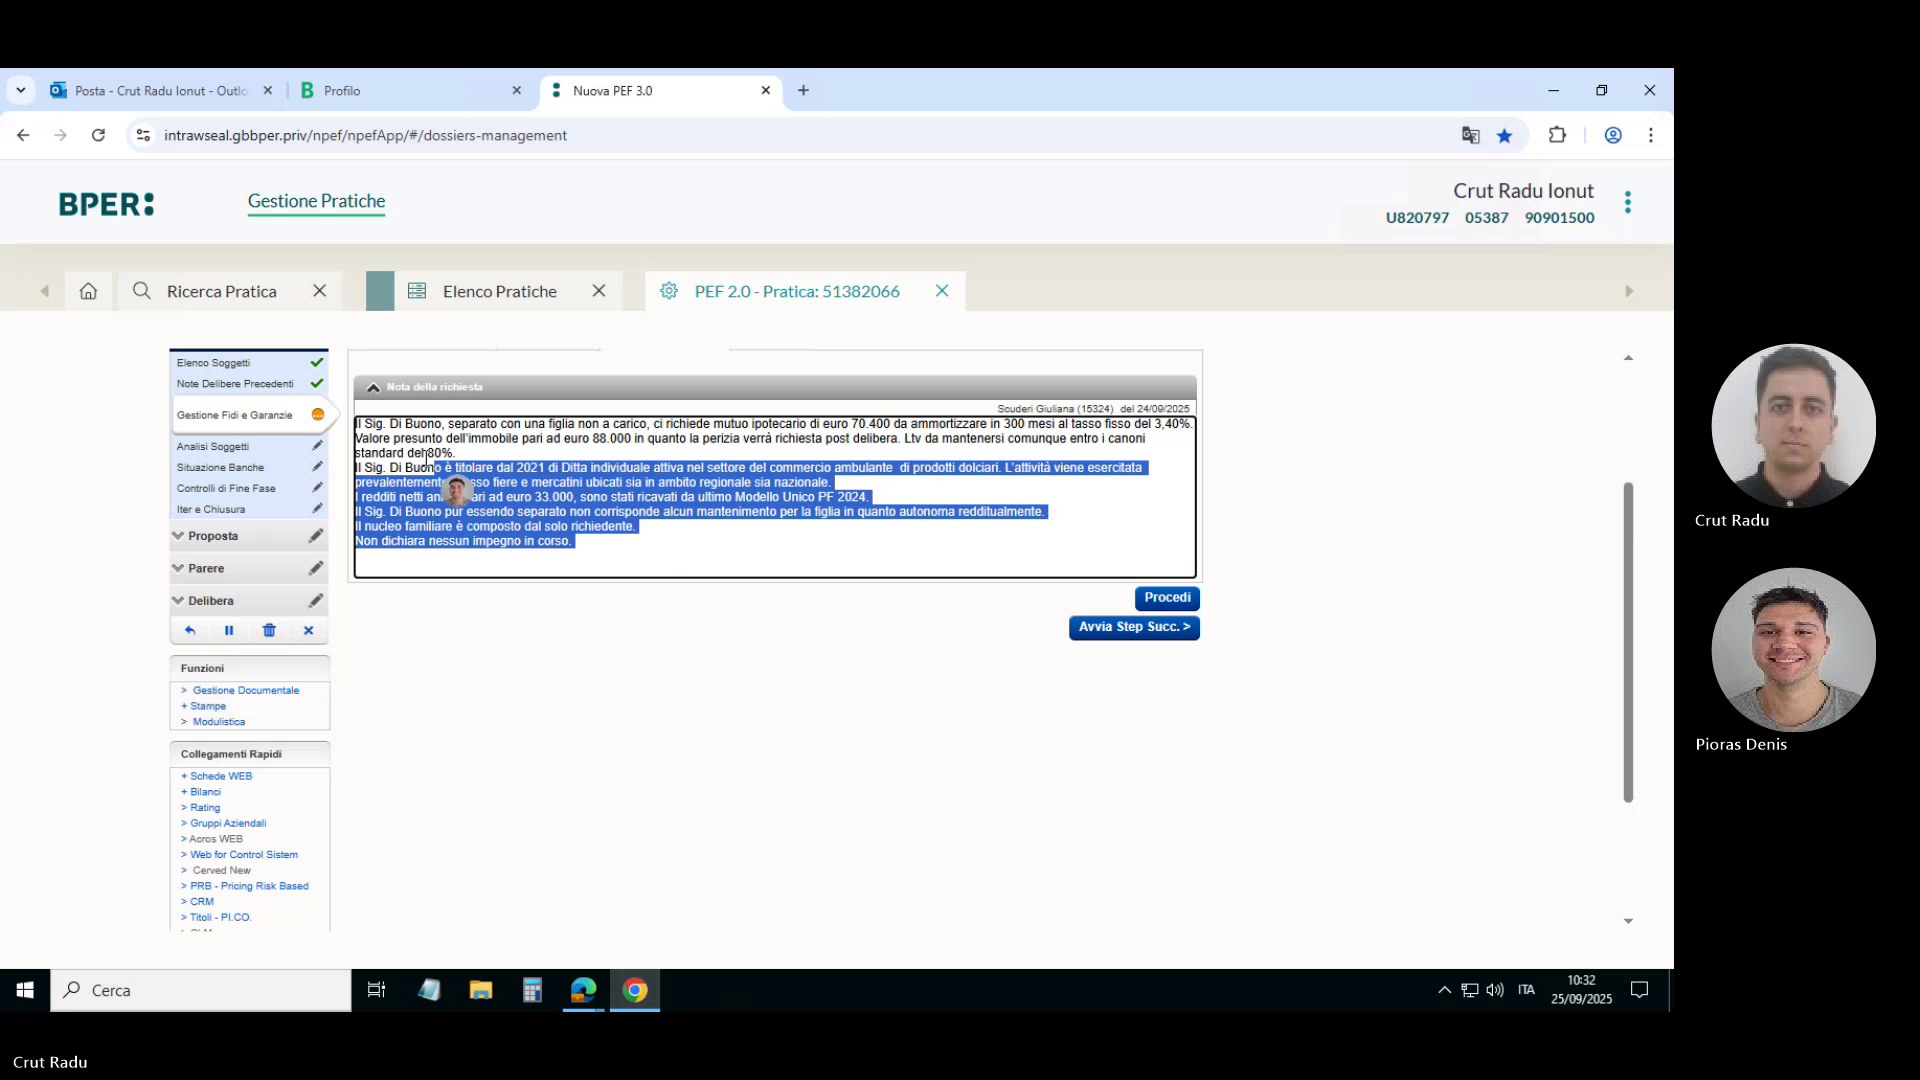 Posta - Crut Radu Ionut - Outlo
Profilo
Nuova PEF 3.0
intrawseal.gbbper.priv/npef/npefApp/#/dossiers-management
BPER:
Gestione Pratiche
Crut Radu Ionut
U820797 05387 90901500
Ricerca Pratica
Elenco Pratiche
PEF 2.0 - Pratica: 51382066
Elenco Soggetti
Note Delibere Precedenti
Gestione Fidi e Garanzie
Analisi Soggetti
Situazione Banche
Controlli di Fine Fase
Iter e Chiusura
Proposta
Parere
Delibera
Funzioni
> Gestione Documentale
+ Stampe
> Modulistica
Collegamenti Rapidi
+ Schede WEB
+ Bilanci
> Rating
> Gruppi Aziendali
> Acros WEB
> Web for Control Sistem
> Cerved New
> PRB - Pricing Risk Based
> CRM
> Titoli - PI.CO.
Nota della richiesta
Scuderi Giuliana (15324) del 24/09/2025
Il Sig. Di Buono, separato con una figlia non a carico, ci richiede mutuo ipotecario di euro 70.400 da ammortizzare in 300 mesi al tasso fisso del 3,40%.
Valore presunto dell'immobile pari ad euro 88.000 in quanto la perizia verrà richiesta post delibera. Ltv da mantenersi comunque entro i canoni
standard del 80%.
Il Sig. Di Buono è titolare dal 2021 di Ditta individuale attiva nel settore del commercio ambulante di prodotti dolciari. L'attività viene esercitata
prevalentemente sso fiere e mercatini ubicati sia in ambito regionale sia nazionale.
I redditi netti an ari ad euro 33.000, sono stati ricavati da ultimo Modello Unico PF 2024.
Il Sig. Di Buono pur essendo separato non corrisponde alcun mantenimento per la figlia in quanto autonoma redditualmente.
Il nucleo familiare è composto dal solo richiedente.
Non dichiara nessun impegno in corso.
Procedi
Avvia Step Succ. >
Crut Radu
Pioras Denis
Cerca
ITA
10:32
25/09/2025
Crut Radu